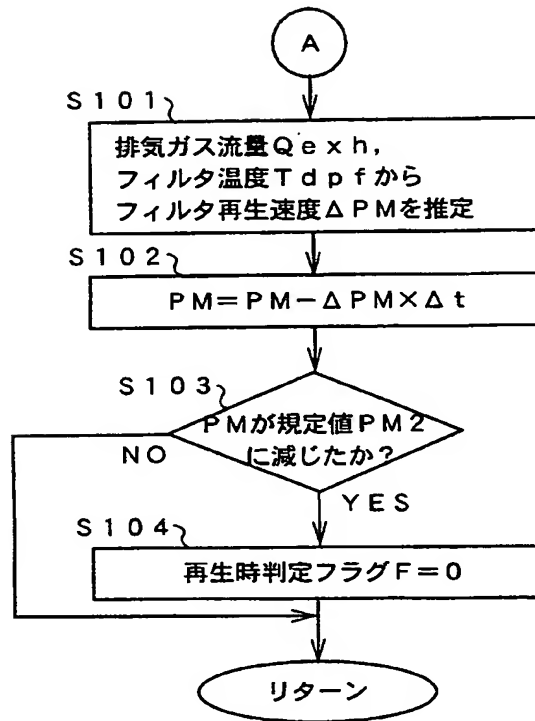 A
S101
排気ガス流量Qexh,
フィルタ温度Tdpfから
フィルタ再生速度ΔPMを推定
S102
PM=PM-ΔPM×Δt
S103
PMが規定値PM2
に減じたか?
NO
YES
S104
再生時判定フラグF=0
リターン